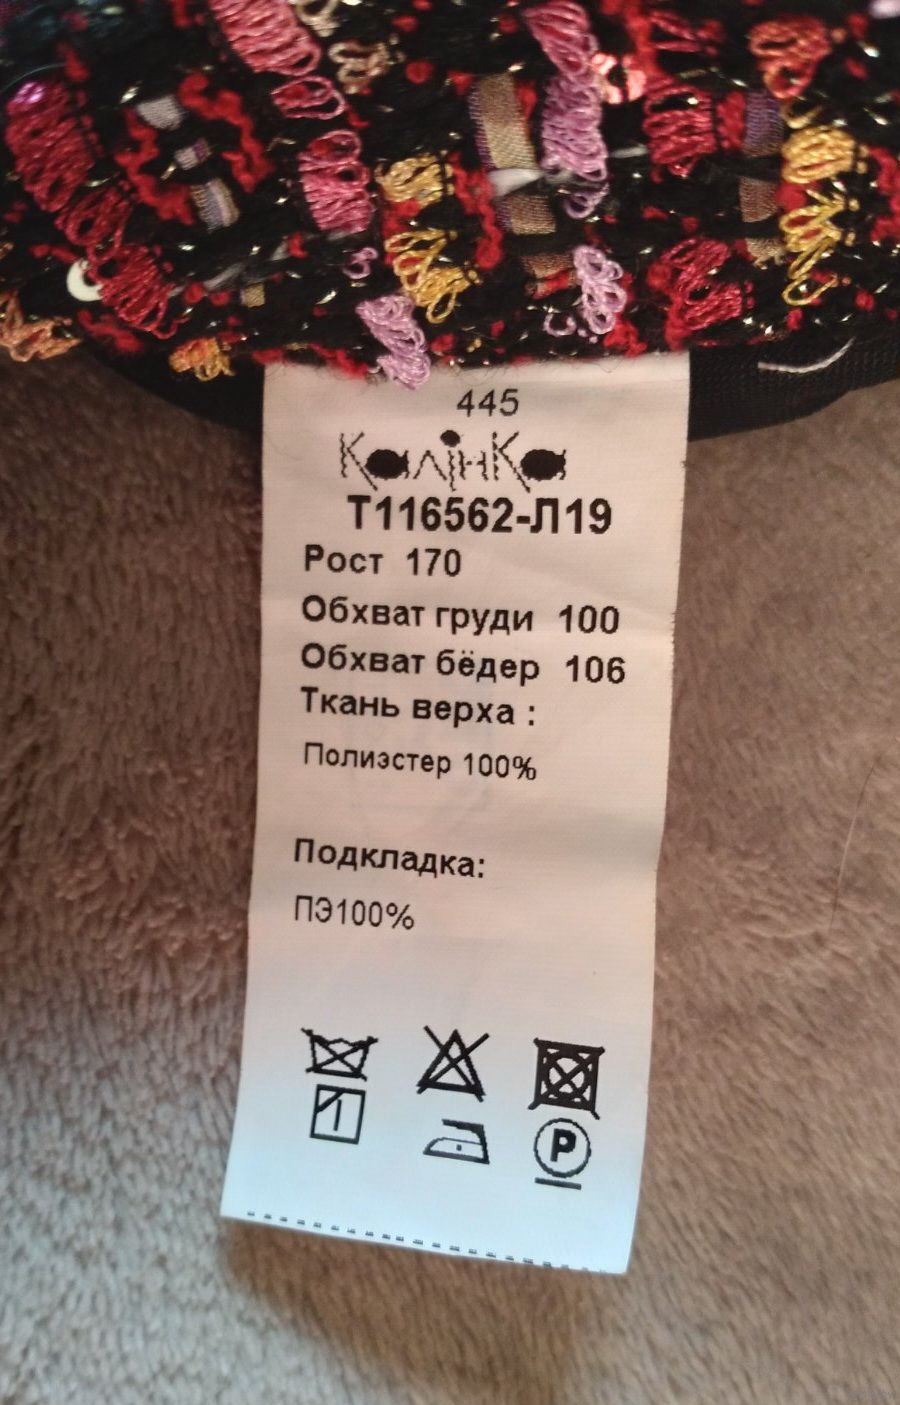 445
Калінка
Т116562-Л19
Рост 170
Обхват груди 100
Обхват бёдер 106
Ткань верха :
Полиэстер 100%
Подкладка:
ПЭ100%
P